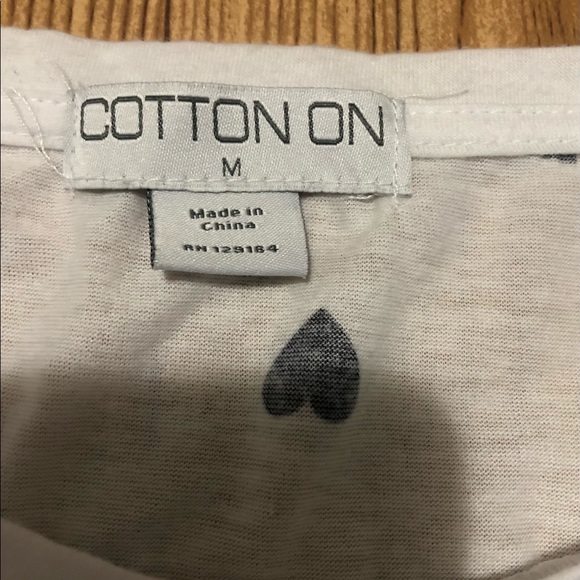 COTTON ON
M
Made in
China
RN 129184